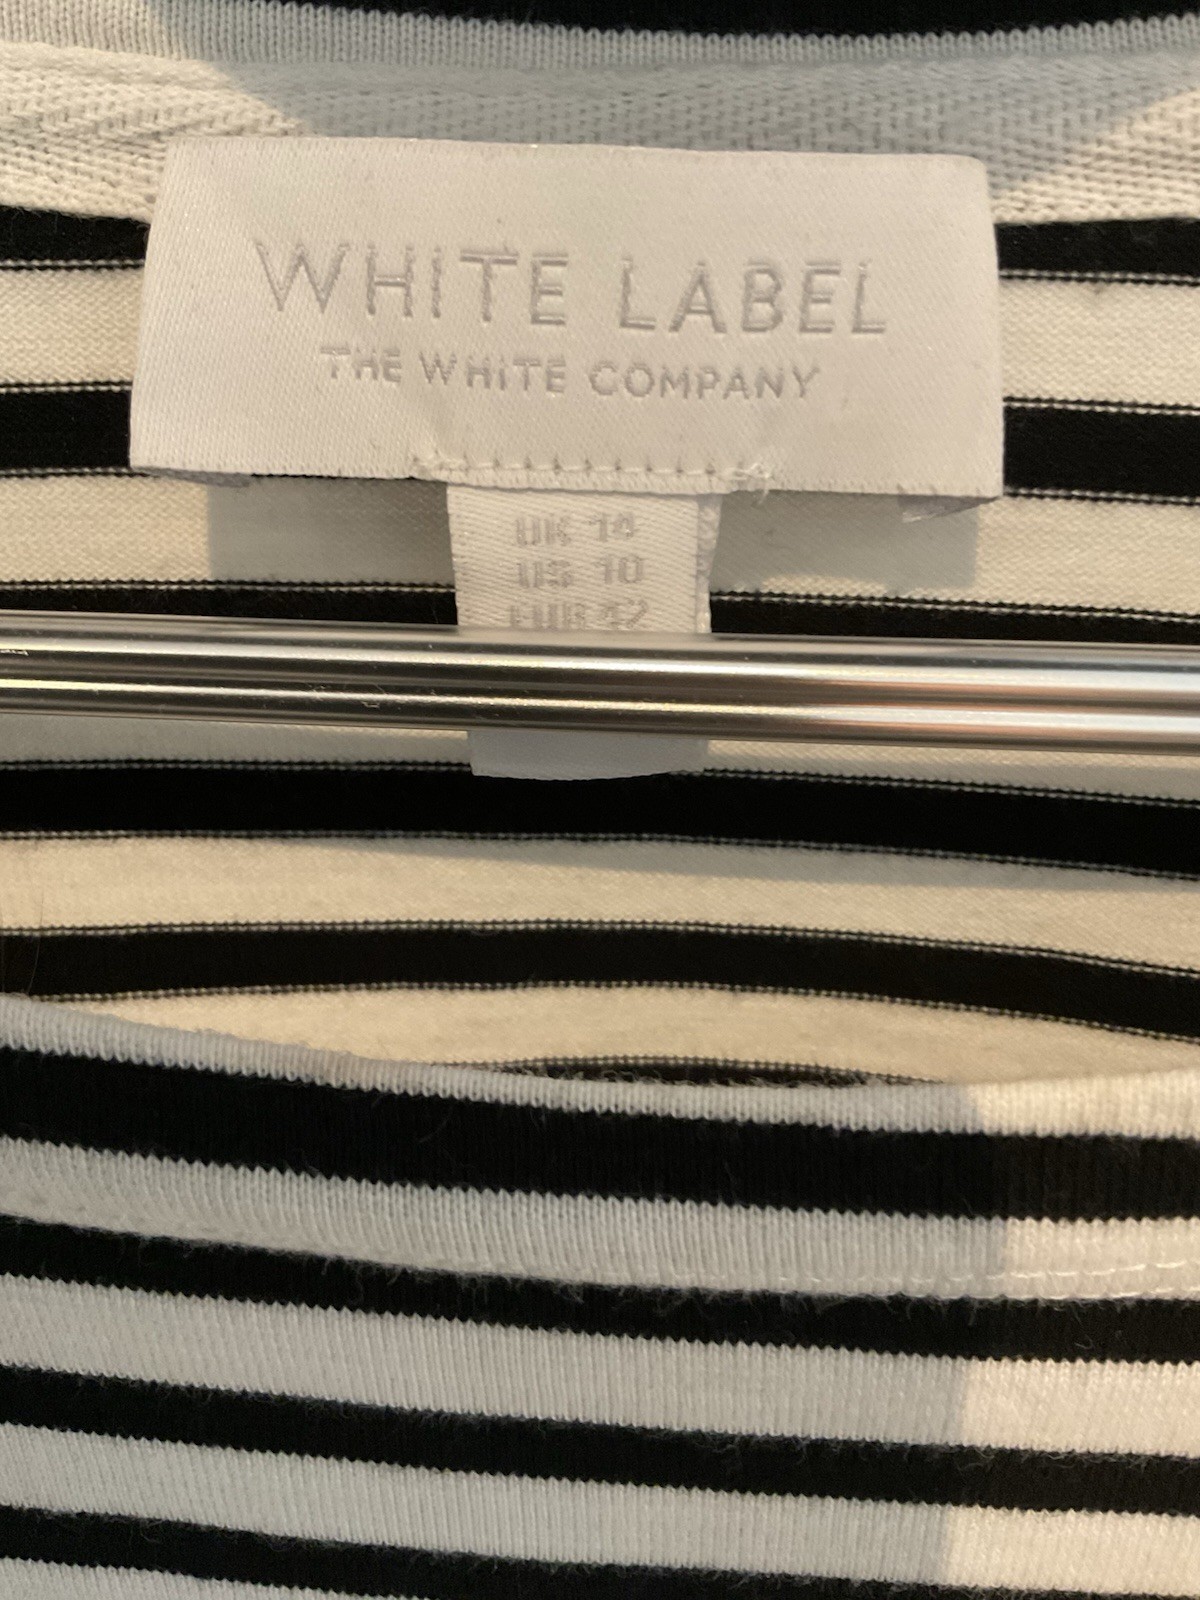 WHITE LABEL
THE WHITE COMPANY
UK 14
US 10
EUR 42